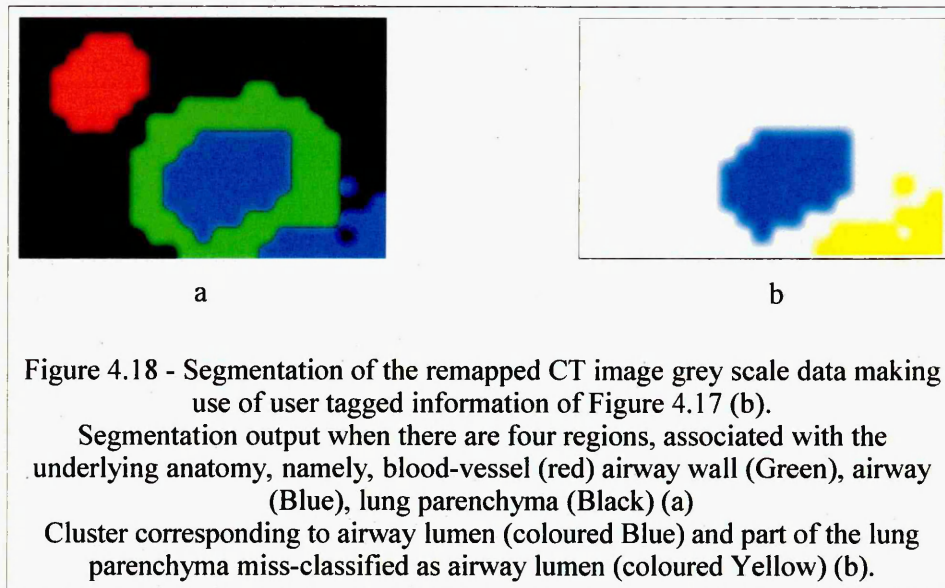 a b
Figure 4.18 - Segmentation of the remapped CT image grey scale data making
use of user tagged information of Figure 4.17 (b).
Segmentation output when there are four regions, associated with the
underlying anatomy, namely, blood-vessel (red) airway wall (Green), airway
(Blue), lung parenchyma (Black) (a)
Cluster corresponding to airway lumen (coloured Blue) and part of the lung
parenchyma miss-classified as airway lumen (coloured Yellow) (b).